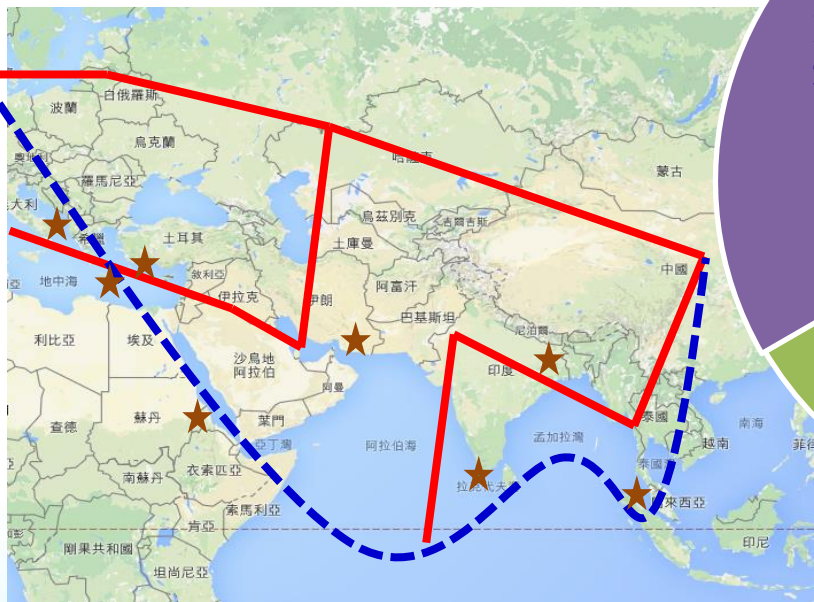 白俄羅斯
波蘭
烏克蘭
哈薩克
蒙古
羅馬尼亞
烏茲別克
吉爾吉斯
希臘
土耳其
土庫曼
中國
地中海
敘利亞
伊拉克
伊朗
阿富汗
巴基斯坦
尼泊爾
利比亞
埃及
沙烏地
阿拉伯
印度
阿曼
蘇丹
查德
葉門
亞丁灣
阿拉伯海
孟加拉灣
泰國
越南
南海
南蘇丹
衣索匹亞
索馬利亞
肯亞
剛果共和國
坦尚尼亞
印尼